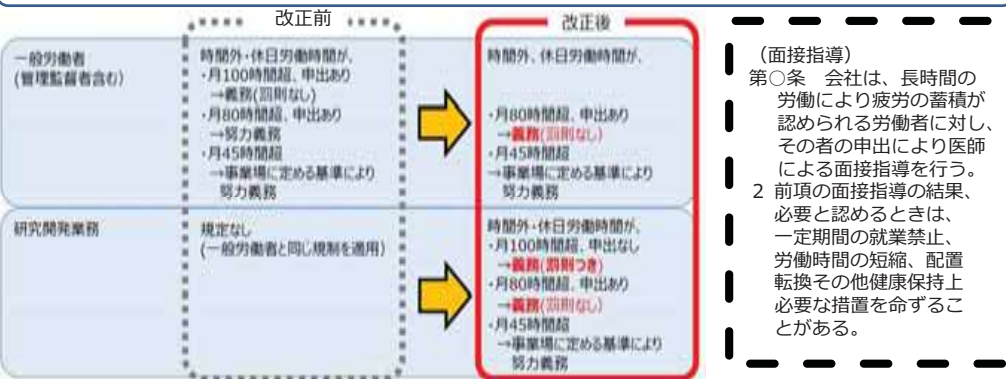 改正前
改正後
一般労働者
(管理監督者含む)
時間外・休日労働時間が、
・月100時間超、申出あり
→義務(罰則なし)
・月80時間超、申出あり
→努力義務
・月45時間超
→事業場に定める基準により
努力義務
時間外、休日労働時間が、
・月80時間超、申出あり
→義務(罰則なし)
・月45時間超
→事業場に定める基準により
努力義務
研究開発業務
規定なし
(一般労働者と同じ規制を適用)
時間外・休日労働時間が、
・月100時間超、申出なし
→義務(罰則つき)
・月80時間超、申出あり
→義務(罰則なし)
・月45時間超
→事業場に定める基準により
努力義務
（面接指導）
第○条　会社は、長時間の
労働により疲労の蓄積が
認められる労働者に対し、
その者の申出により医師
による面接指導を行う。
２ 前項の面接指導の結果、
必要と認めるときは、
一定期間の就業禁止、
労働時間の短縮、配置
転換その他健康保持上
必要な措置を命ずるこ
とがある。